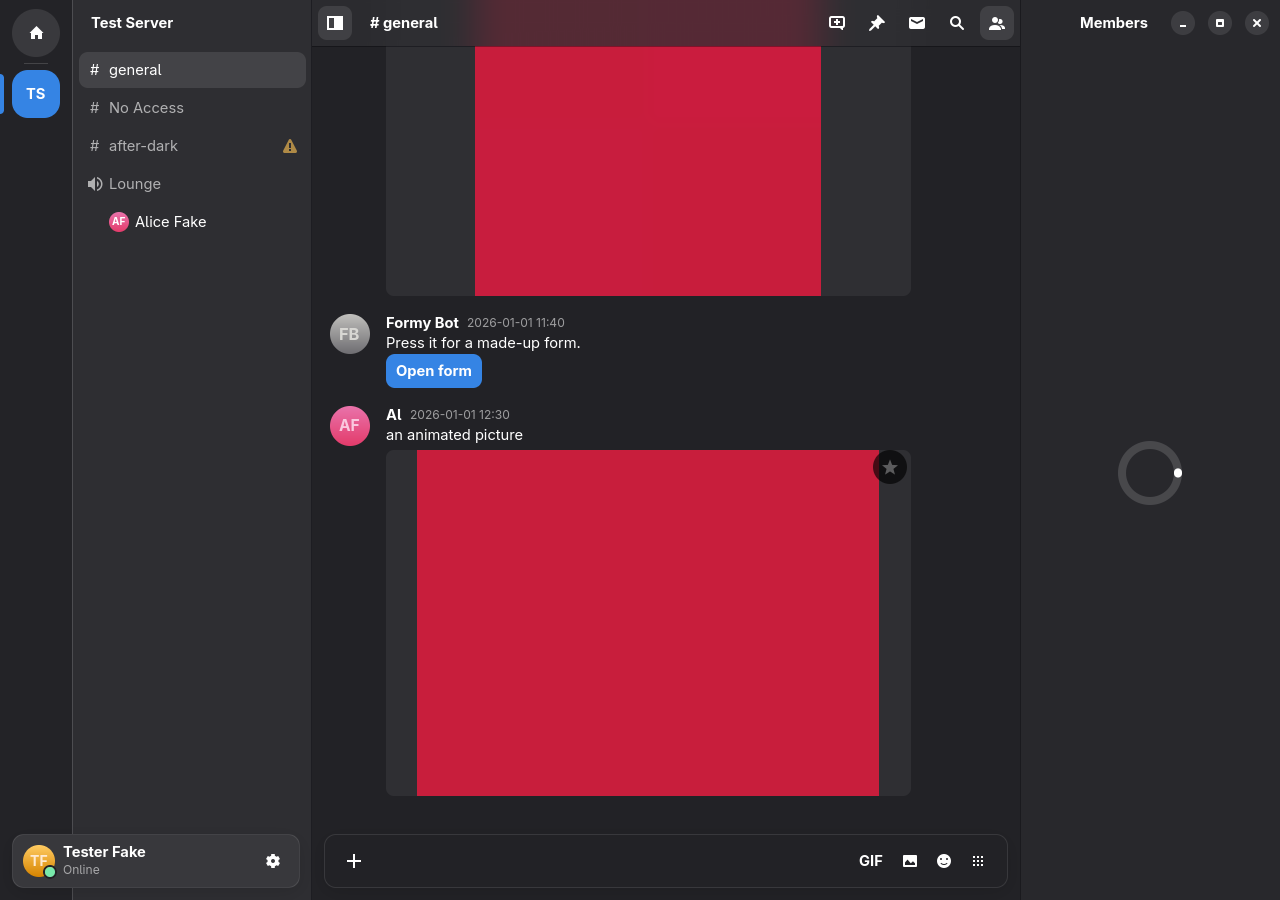 Test Server
# general
Members
TS
# general
# No Access
# after-dark
Lounge
AF Alice Fake
FB
Formy Bot 2026-01-01 11:40
Press it for a made-up form.
Open form
AF
Al 2026-01-01 12:30
an animated picture
TF
Tester Fake
Online
GIF